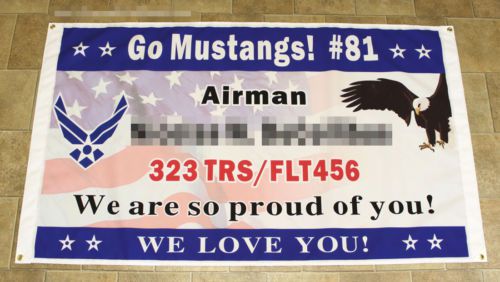 Go Mustangs! #81
Airman
323 TRS/FLT456
We are so proud of you!
WE LOVE YOU!